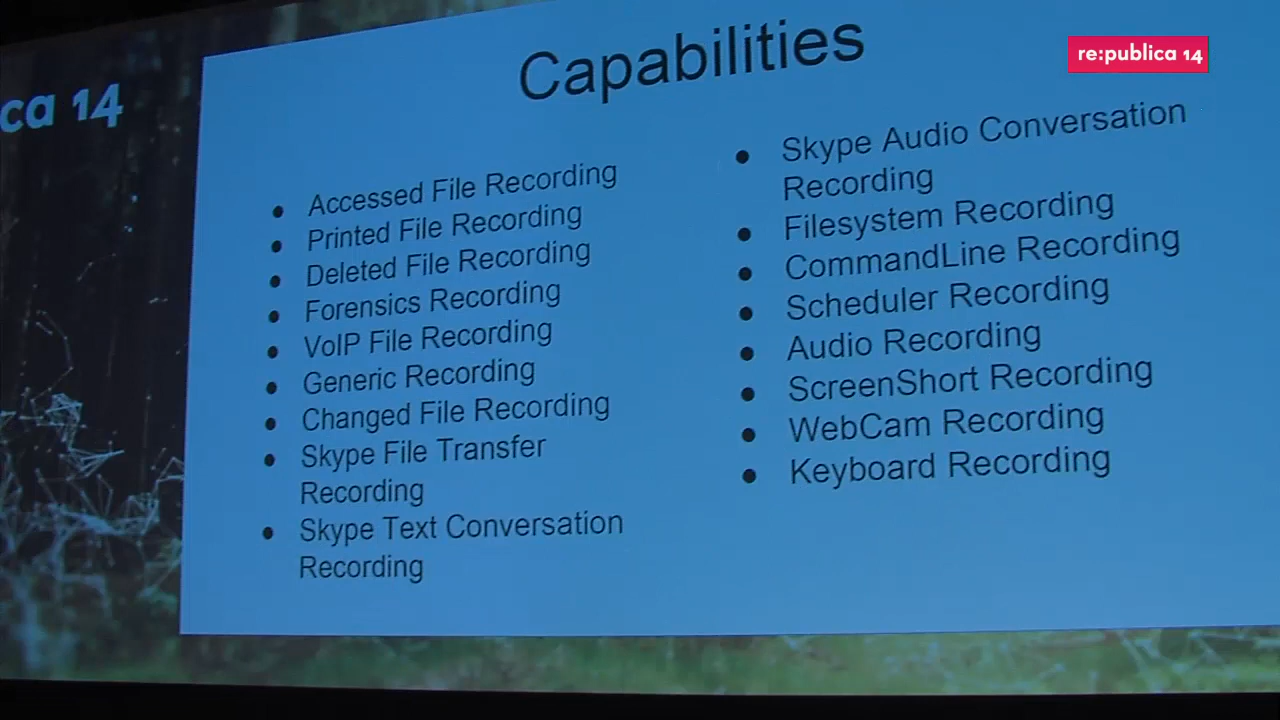 re:publica 14
ca 14
Capabilities
● Accessed File Recording
● Printed File Recording
● Deleted File Recording
● Forensics Recording
● VoIP File Recording
● Generic Recording
● Changed File Recording
● Skype File Transfer
Recording
● Skype Text Conversation
Recording
● Skype Audio Conversation
Recording
● Filesystem Recording
● CommandLine Recording
● Scheduler Recording
● Audio Recording
● ScreenShort Recording
● WebCam Recording
● Keyboard Recording